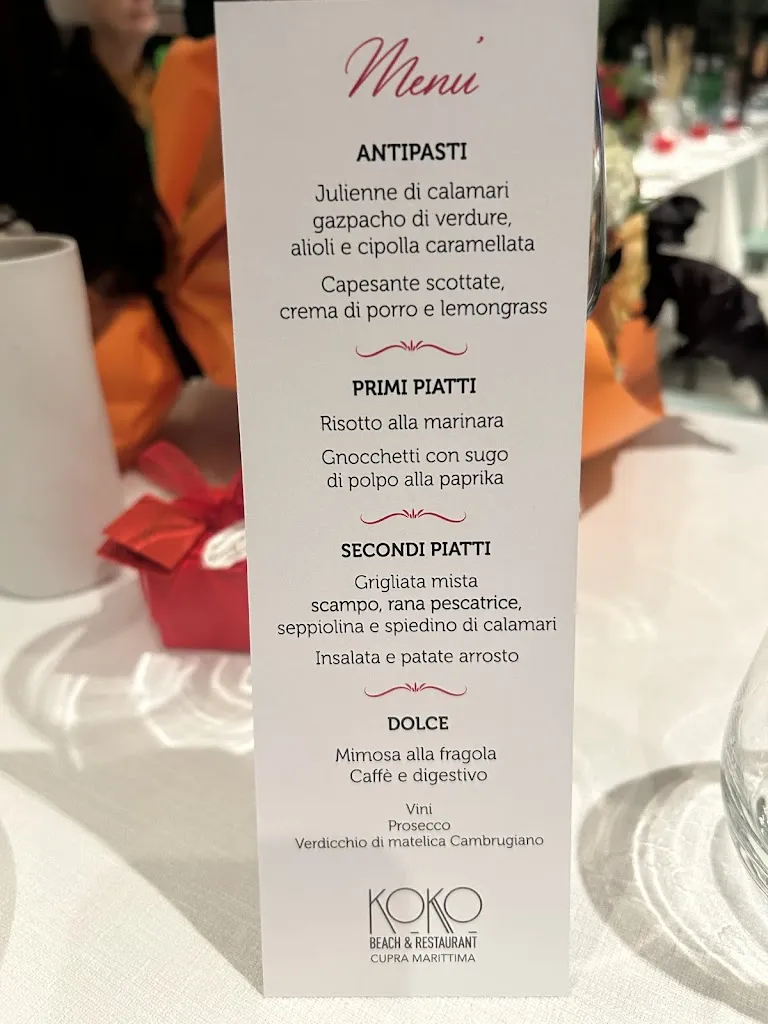 Menú
ANTIPASTI
Julienne di calamari
gazpacho di verdure,
alioli e cipolla caramellata
Capesante scottate,
crema di porro e lemongrass
PRIMI PIATTI
Risotto alla marinara
Gnocchetti con sugo
di polpo alla paprika
SECONDI PIATTI
Grigliata mista
scampo, rana pescatrice,
seppiolina e spiedino di calamari
Insalata e patate arrosto
DOLCE
Mimosa alla fragola
Caffè e digestivo
Vini
Prosecco
Verdicchio di matelica Cambrugiano
KOKO
BEACH & RESTAURANT
CUPRA MARITTIMA